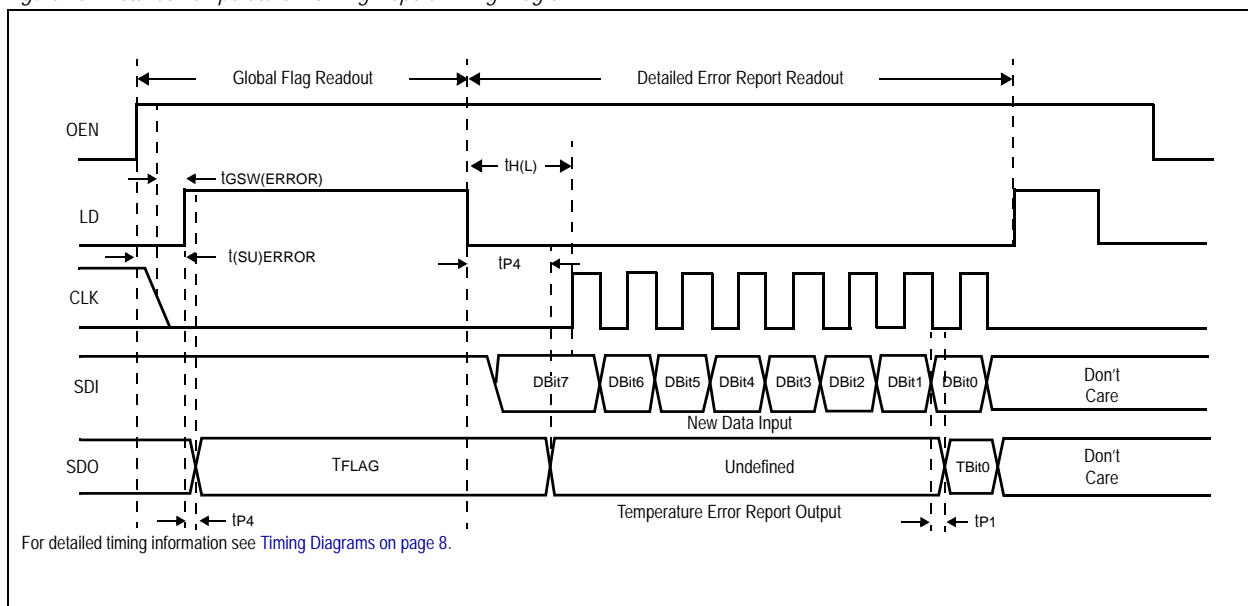 Global Flag Readout
Detailed Error Report Readout
OEN
tH(L)
tGSW(ERROR)
LD
t(SU)ERROR
tP4
CLK
SDI
DBit7
DBit6
DBit5
DBit4
DBit3
DBit2
DBit1
DBit0
Don't
Care
New Data Input
SDO
TFLAG
Undefined
TBit0
Don't
Care
Temperature Error Report Output
tP4
tP1
For detailed timing information see Timing Diagrams on page 8.